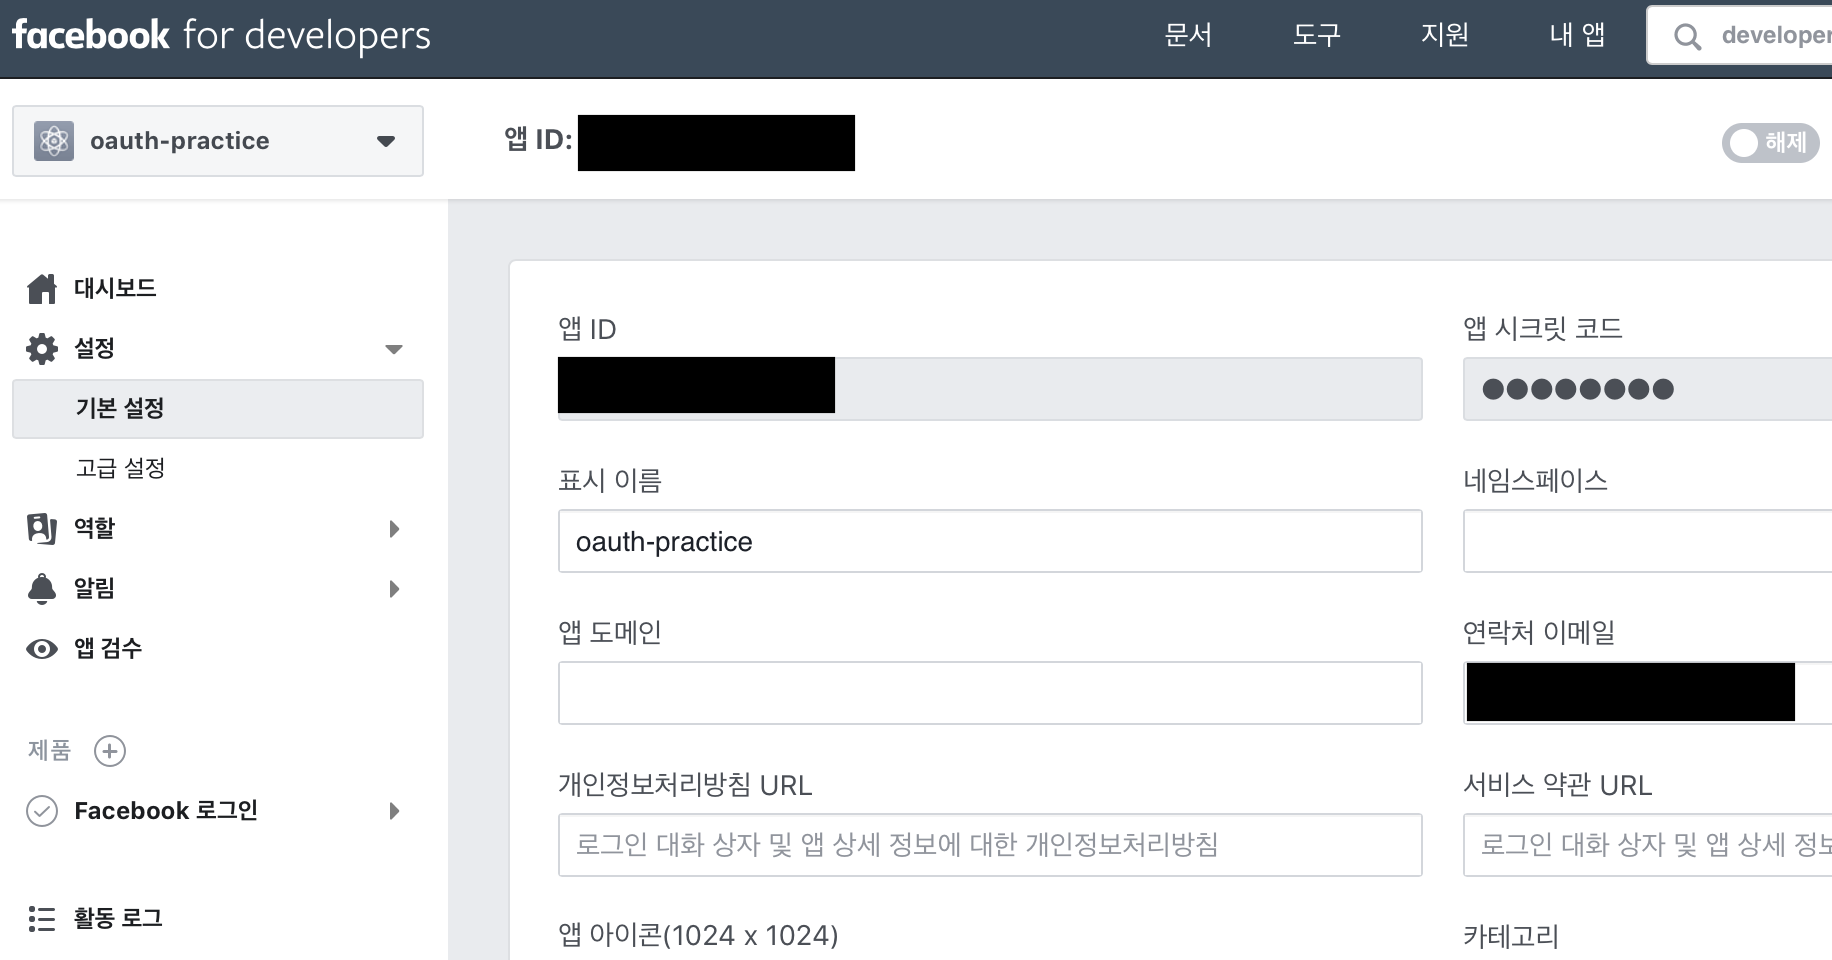 facebook for developers
문서
도구
지원
내 앱
developer
oauth-practice
앱 ID:
해제
대시보드
설정
기본 설정
고급 설정
역할
알림
앱 검수
제품
Facebook 로그인
활동 로그
앱 ID
앱 시크릿 코드
●●●●●●●●
표시 이름
네임스페이스
oauth-practice
앱 도메인
연락처 이메일
개인정보처리방침 URL
서비스 약관 URL
로그인 대화 상자 및 앱 상세 정보에 대한 개인정보처리방침
로그인 대화 상자 및 앱 상세 정보
앱 아이콘(1024 x 1024)
카테고리